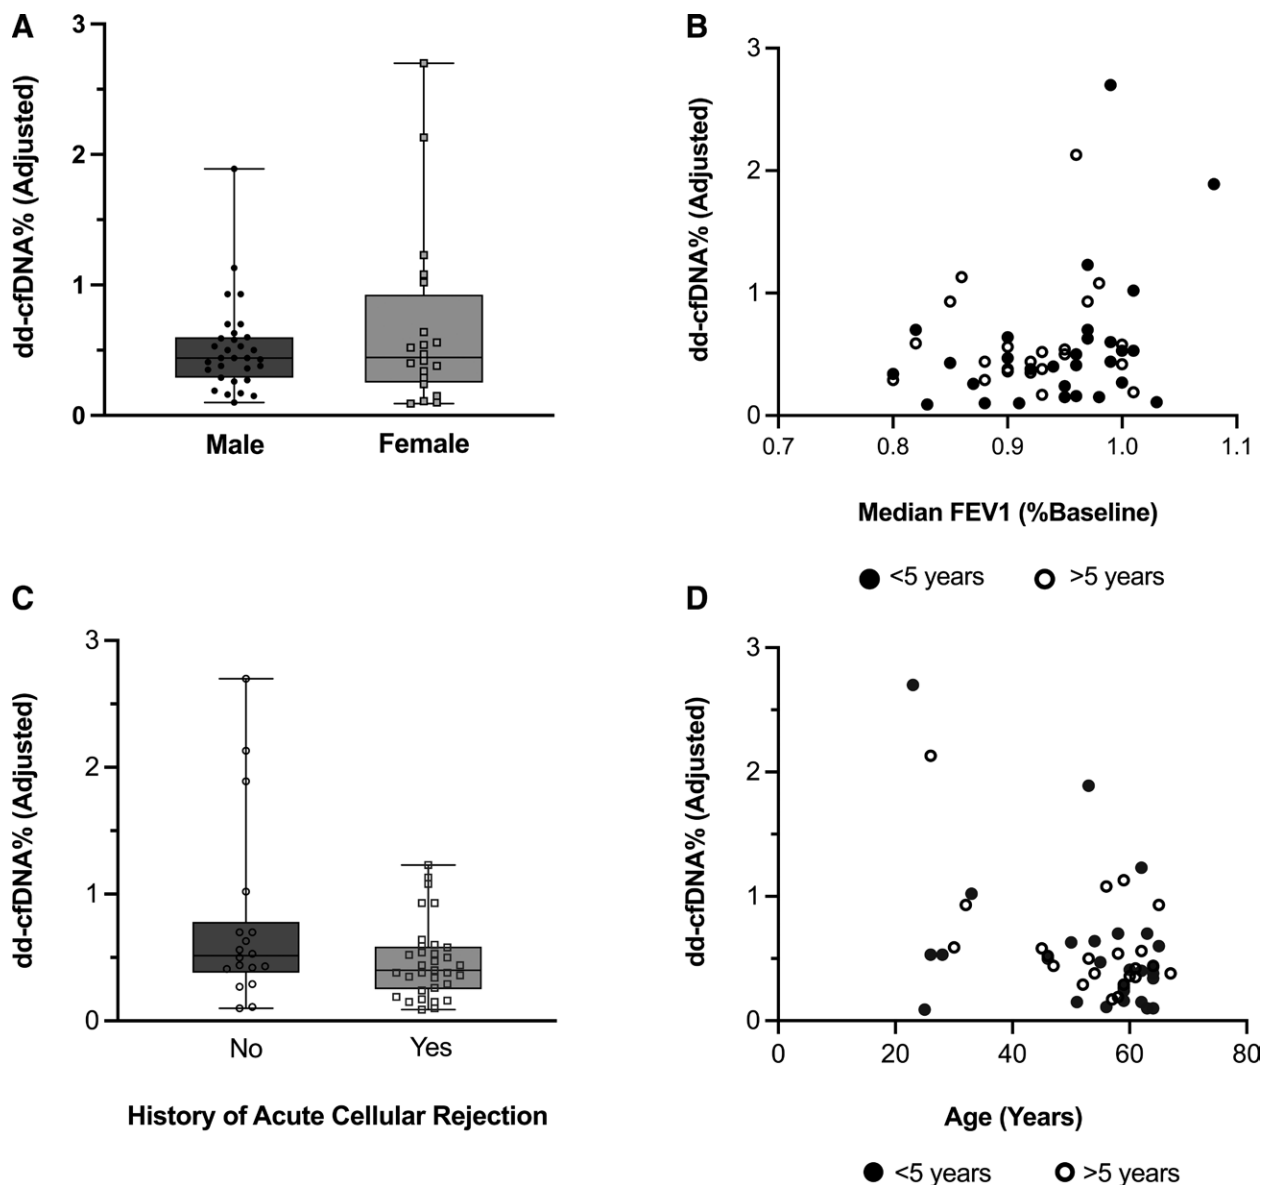 A
3
2
1
0
dd-cfDNA% (Adjusted)
Male
Female
B
3
2
1
0
dd-cfDNA% (Adjusted)
0.7
0.8
0.9
1.0
1.1
Median FEV1 (%Baseline)
<5 years
>5 years
C
3
2
1
0
dd-cfDNA% (Adjusted)
No
Yes
History of Acute Cellular Rejection
D
3
2
1
0
dd-cfDNA% (Adjusted)
0
20
40
60
80
Age (Years)
<5 years
>5 years